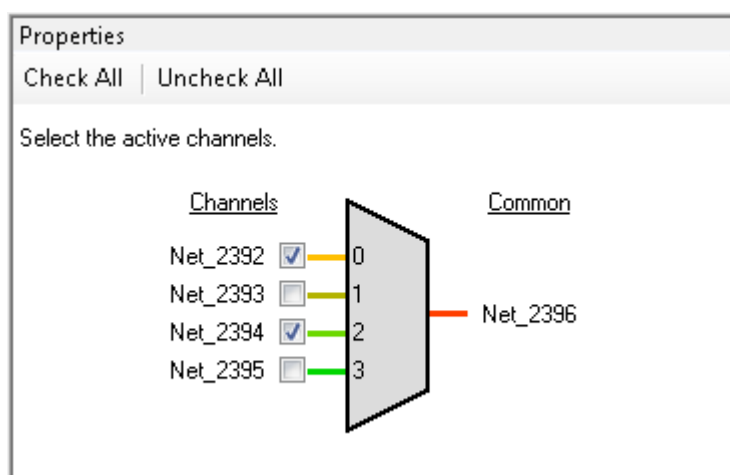 Properties
Check All Uncheck All
Select the active channels.
Channels Common
Net_2392 0
Net_2393 1
Net_2394 2
Net_2395 3
Net_2396